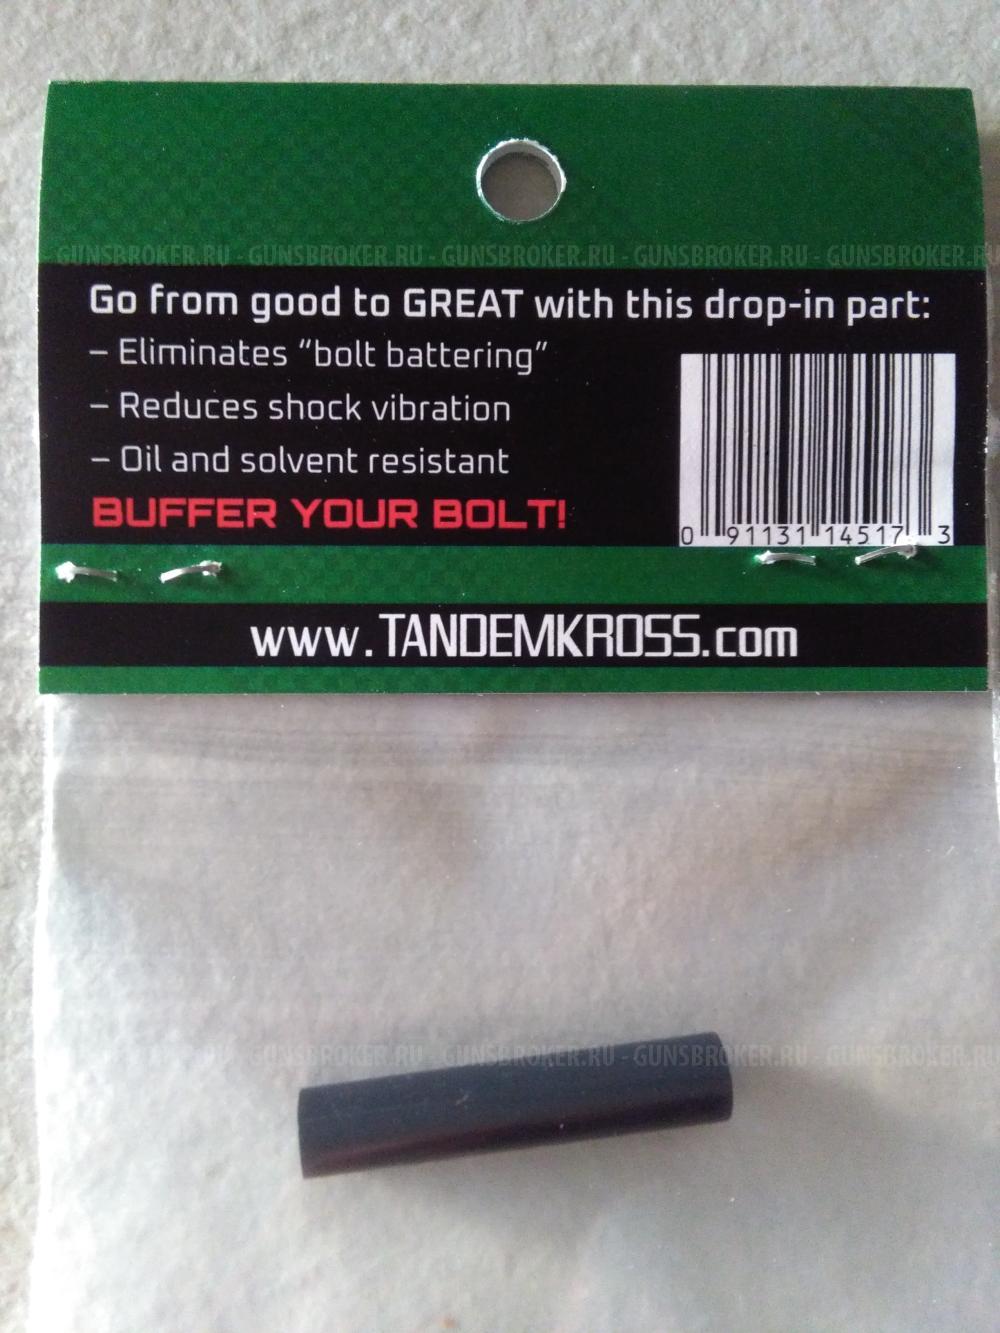 GUNSBROKER.RU - GUNSBROKER.RU - GUNSBROKER.RU - GUNSBROKER.RU - GUNSBROKER.RU
Go from good to GREAT with this drop-in part:
– Eliminates “bolt battering”
– Reduces shock vibration
– Oil and solvent resistant
BUFFER YOUR BOLT!
0 91131 14517 3
www.TANDEMKROSS.com
GUNSBROKER.RU - GUNSBROKER.RU - GUNSBROKER.RU - GUNSBROKER.RU - GUNSBROKER.RU